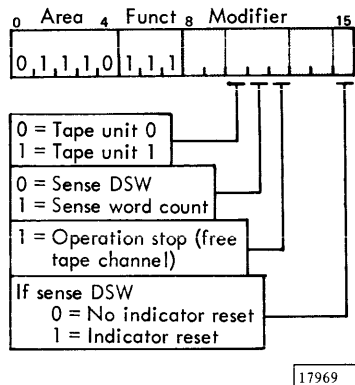 Area Funct Modifier
0 4 8 15
0 1 1 1 0 1 1 1
0 = Tape unit 0
1 = Tape unit 1
0 = Sense DSW
1 = Sense word count
1 = Operation stop (free
tape channel)
If sense DSW
0 = No indicator reset
1 = Indicator reset
17969